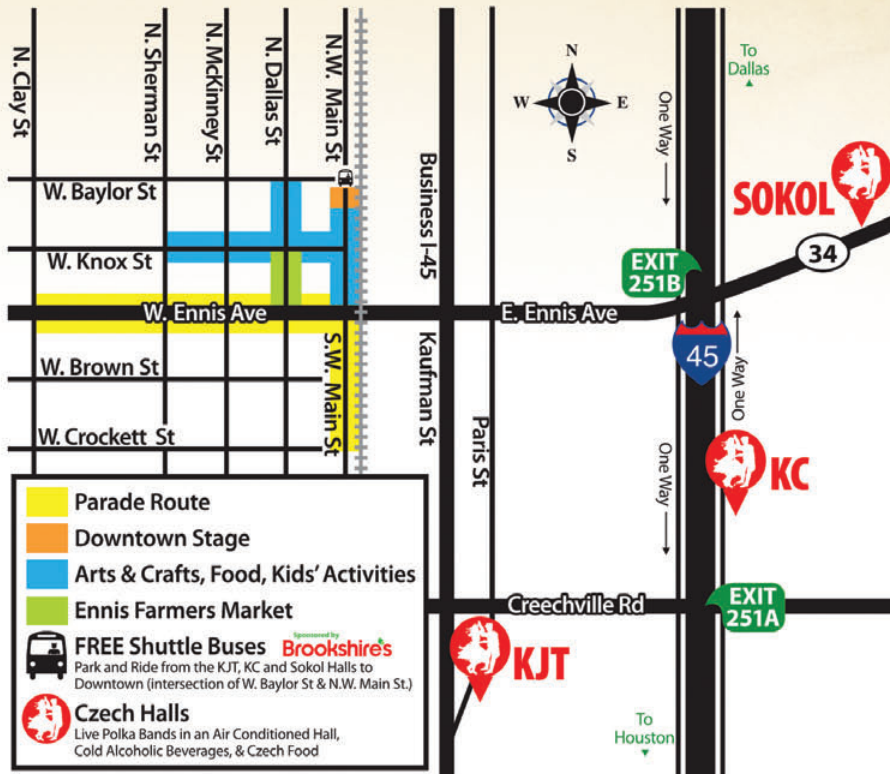 N. Clay St
N. Sherman St
N. McKinney St
N. Dallas St
N.W. Main St
W. Baylor St
W. Knox St
W. Ennis Ave
W. Brown St
W. Crockett St
S.W. Main St
Business I-45
Kaufman St
Paris St
E. Ennis Ave
Creechville Rd
N
W
E
S
To
Dallas
One Way
SOKOL
34
EXIT
251B
45
One Way
One Way
KC
EXIT
251A
KJT
To
Houston
Parade Route
Downtown Stage
Arts & Crafts, Food, Kids' Activities
Ennis Farmers Market
FREE Shuttle Buses
Sponsored by
Brookshire's
Park and Ride from the KJT, KC and Sokol Halls to
Downtown (intersection of W. Baylor St & N.W. Main St.)
Czech Halls
Live Polka Bands in an Air Conditioned Hall,
Cold Alcoholic Beverages, & Czech Food